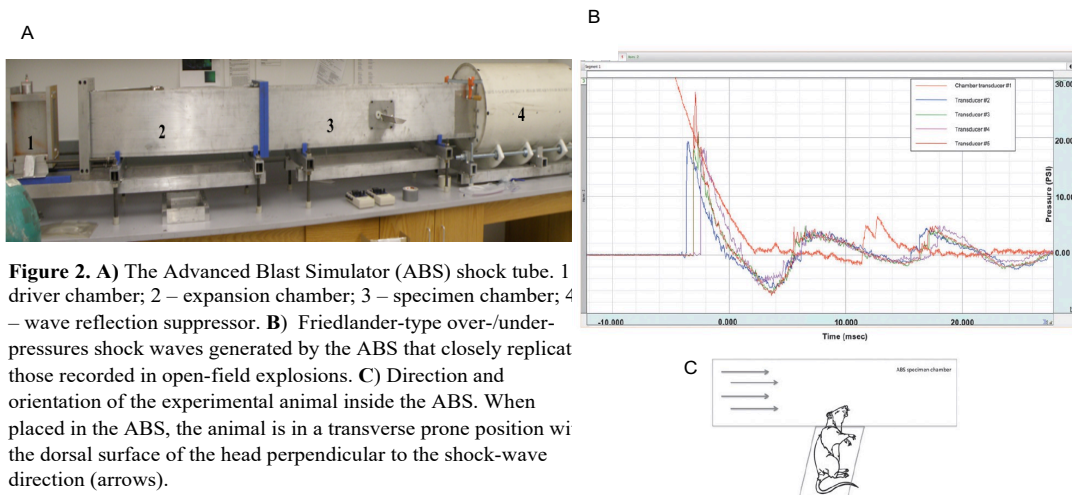 A
1
2
3
4
Figure 2. A) The Advanced Blast Simulator (ABS) shock tube. 1
driver chamber; 2 – expansion chamber; 3 – specimen chamber; 4
– wave reflection suppressor. B) Friedlander-type over-/under-
pressures shock waves generated by the ABS that closely replicat
those recorded in open-field explosions. C) Direction and
orientation of the experimental animal inside the ABS. When
placed in the ABS, the animal is in a transverse prone position wi
the dorsal surface of the head perpendicular to the shock-wave
direction (arrows).
B
Chamber transducer #1
Transducer #2
Transducer #3
Transducer #4
Transducer #5
30.00
20.00
10.00
0.00
Pressure (PSI)
-10.000
0.000
10.000
20.000
Time (msec)
C
ABS specimen chamber